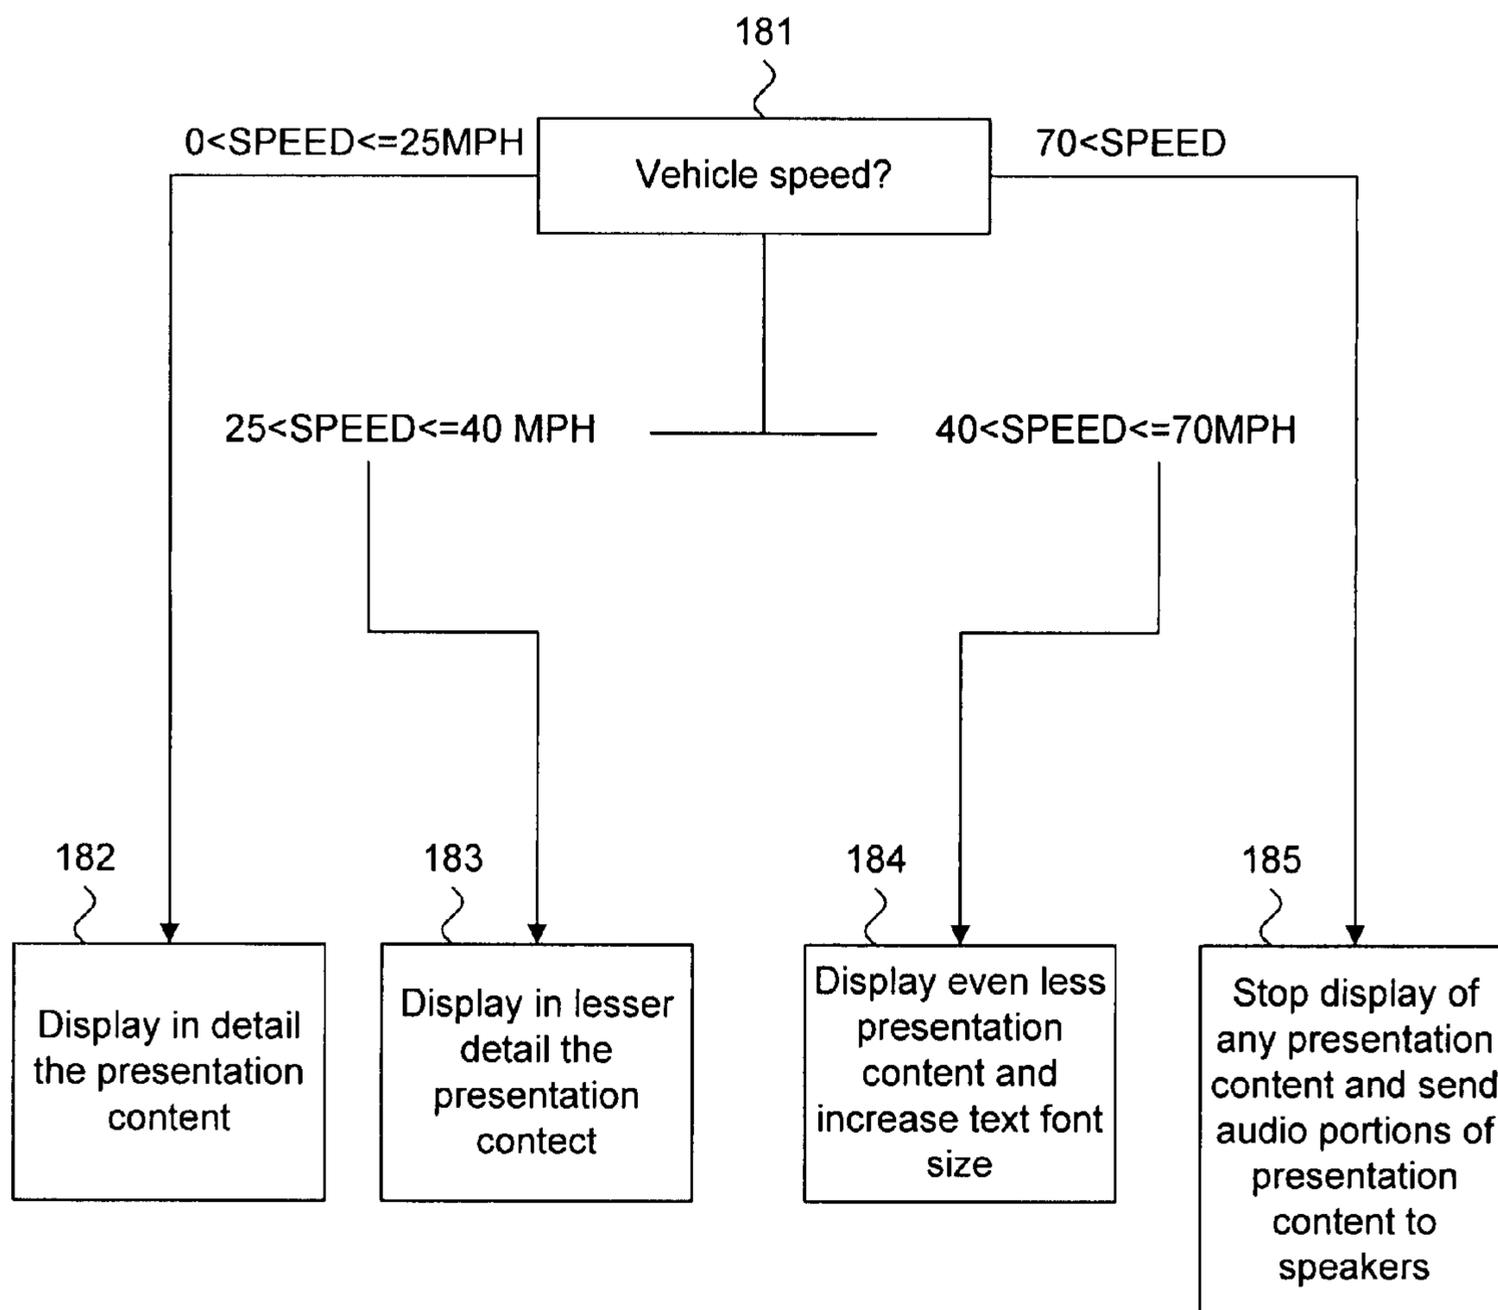 181
0<SPEED<=25MPH
Vehicle speed?
70<SPEED
25<SPEED<=40 MPH
40<SPEED<=70MPH
182
Display in detail
the presentation
content
183
Display in lesser
detail the
presentation
contect
184
Display even less
presentation
content and
increase text font
size
185
Stop display of
any presentation
content and send
audio portions of
presentation
content to
speakers